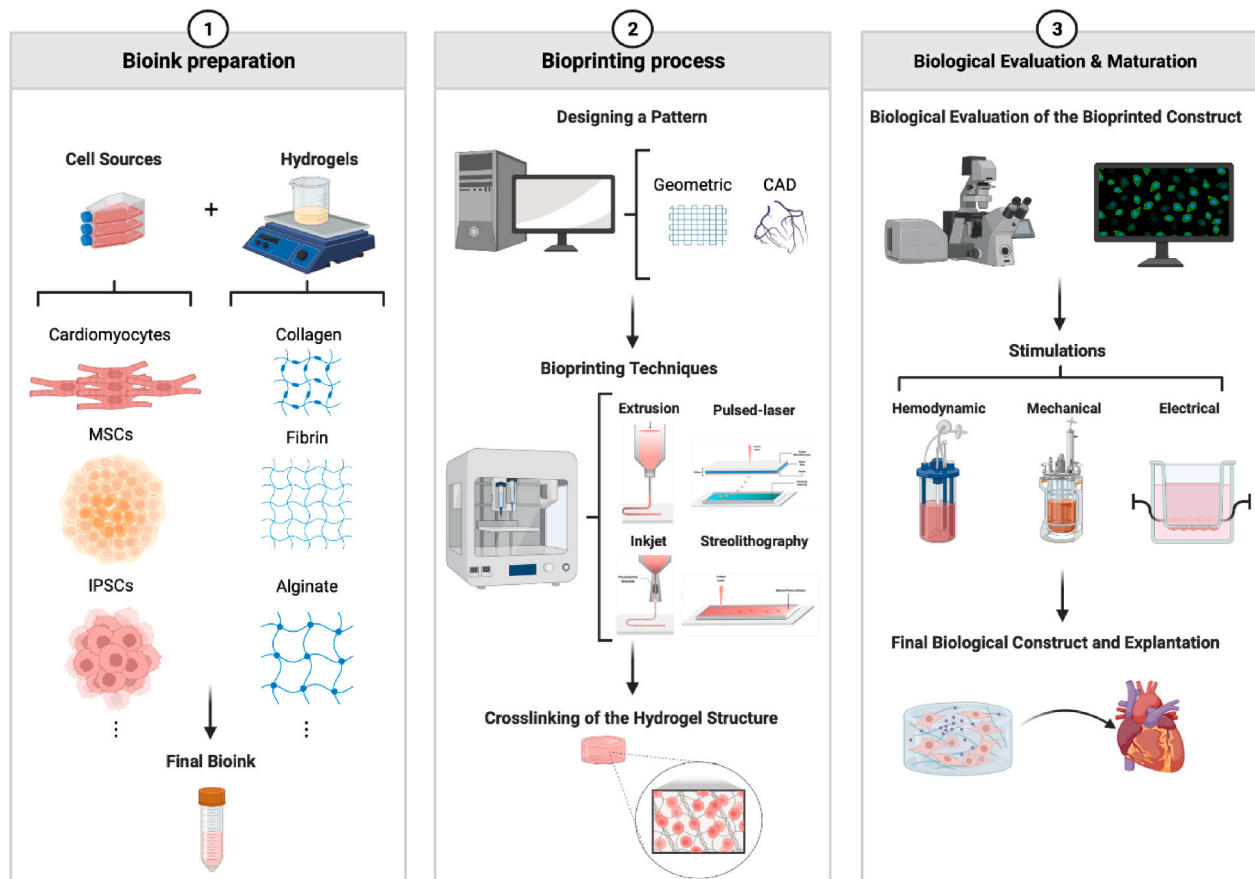 1
Bioink preparation
Cell Sources
+
Hydrogels
Cardiomyocytes
Collagen
MSCs
Fibrin
IPSCs
Alginate
⋮
⋮
Final Bioink
2
Bioprinting process
Designing a Pattern
Geometric
CAD
Bioprinting Techniques
Extrusion
Pulsed-laser
Inkjet
Streolithography
Crosslinking of the Hydrogel Structure
3
Biological Evaluation & Maturation
Biological Evaluation of the Bioprinted Construct
Stimulations
Hemodynamic
Mechanical
Electrical
Final Biological Construct and Explantation